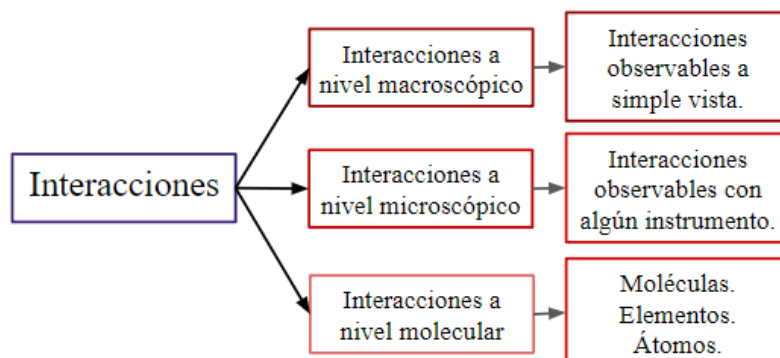 Interacciones
Interacciones a
nivel macroscópico
Interacciones
observables a
simple vista.
Interacciones a
nivel microscópico
Interacciones
observables con
algún instrumento.
Interacciones a
nivel molecular
Moléculas.
Elementos.
Átomos.